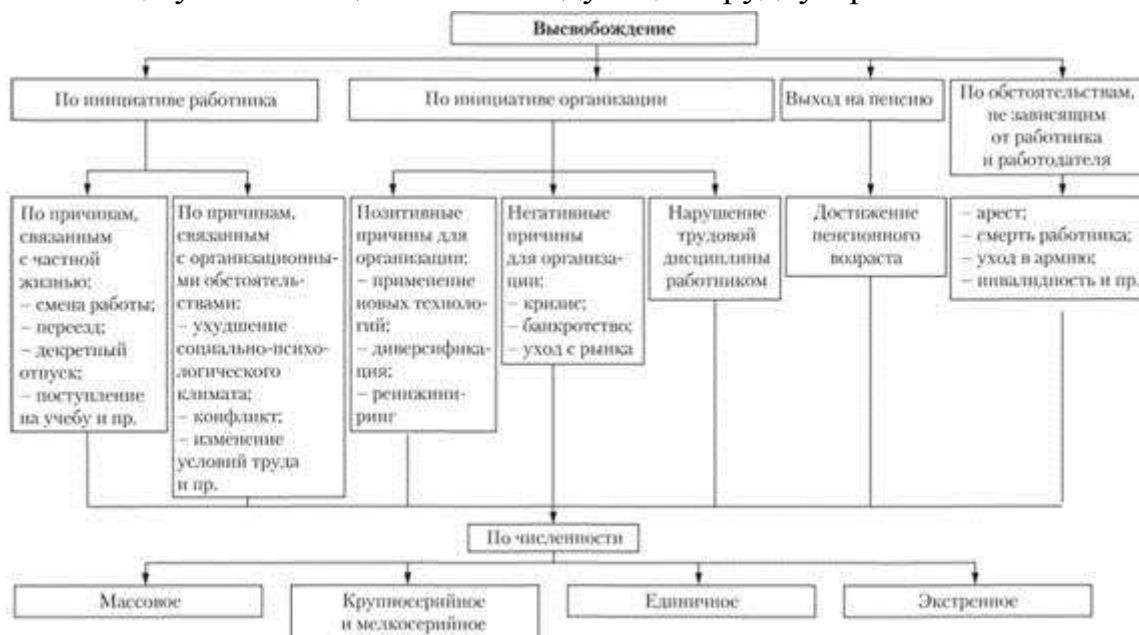 Высвобождение
По инициативе работника
По инициативе организации
Выход на пенсию
По обстоятельствам,
не зависящим
от работника
и работодателя
По причинам,
связанным
с частной
жизнью:
– смена работы;
– переезд;
– декретный
отпуск;
– поступление
на учебу и пр.
По причинам,
связанным
с организационны-
ми обстоятель-
ствами:
– ухудшение
социально-психо-
логического
климата;
– конфликт;
– изменение
условий труда
и пр.
Позитивные
причины для
организации:
– применение
новых техноло-
гий;
– диверсифика-
ция;
– реинжини-
ринг
Негативные
причины
для организа-
ции:
– кризис;
– банкротство;
– уход с рынка
Нарушение
трудовой
дисциплины
работником
Достижение
пенсионного
возраста
– арест;
– смерть работника;
– уход в армию;
– инвалидность и пр.
По численности
Массовое
Крупносерийное
и мелкосерийное
Единичное
Экстренное